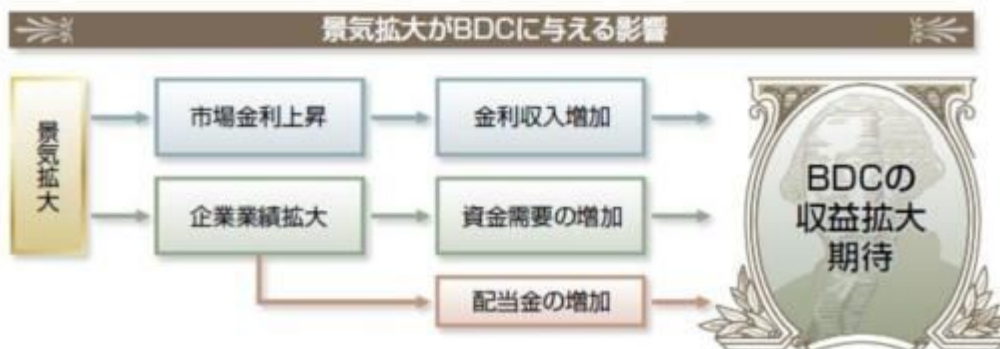 景気拡大がBDCに与える影響
景気拡大
市場金利上昇
金利収入増加
企業業績拡大
資金需要の増加
配当金の増加
BDCの
収益拡大
期待